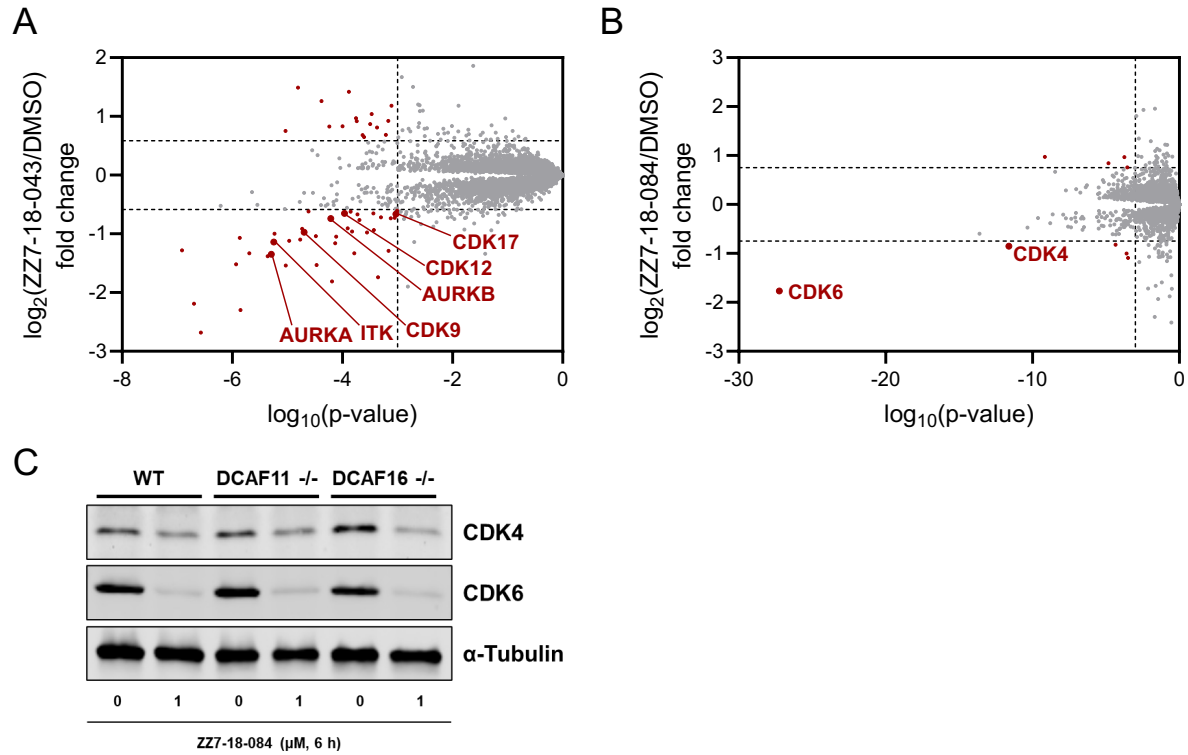 A
log2(ZZ7-18-043/DMSO)
fold change
2
1
0
-1
-2
-3
CDK17
CDK12
AURKB
AURKA
ITK
CDK9
-8
-6
-4
-2
0
log10(p-value)
B
log2(ZZ7-18-084/DMSO)
fold change
3
2
1
0
-1
-2
-3
CDK4
CDK6
-30
-20
-10
0
log10(p-value)
C
WT
DCAF11 -/-
DCAF16 -/-
CDK4
CDK6
α-Tubulin
0 1 0 1 0 1
ZZ7-18-084 (μM, 6 h)